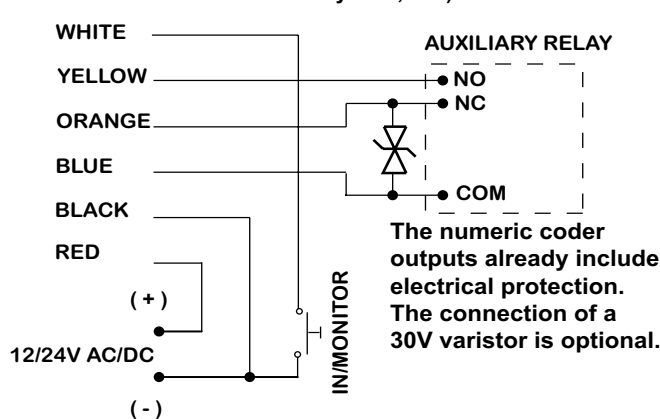 WHITE
AUXILIARY RELAY
YELLOW
NO
NC
ORANGE
BLUE
COM
BLACK
RED
The numeric coder
outputs already include
electrical protection.
The connection of a
30V varistor is optional.
(+)
IN/MONITOR
12/24V AC/DC
(-)